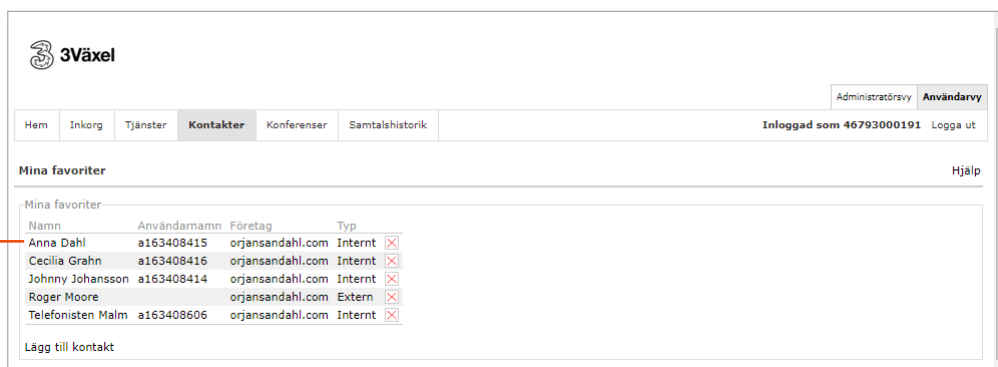 3Växel
Administratörsvy Användarvy
Hem Inkorg Tjänster Kontakter Konferenser Samtalshistorik Inloggad som 46793000191 Logga ut
Mina favoriter Hjälp
Mina favoriter
Namn Användarnamn Företag Typ
Anna Dahl a163408415 orjansandahl.com Internt
Cecilia Grahn a163408416 orjansandahl.com Internt
Johnny Johansson a163408414 orjansandahl.com Internt
Roger Moore orjansandahl.com Extern
Telefonisten Malm a163408606 orjansandahl.com Internt
Lägg till kontakt